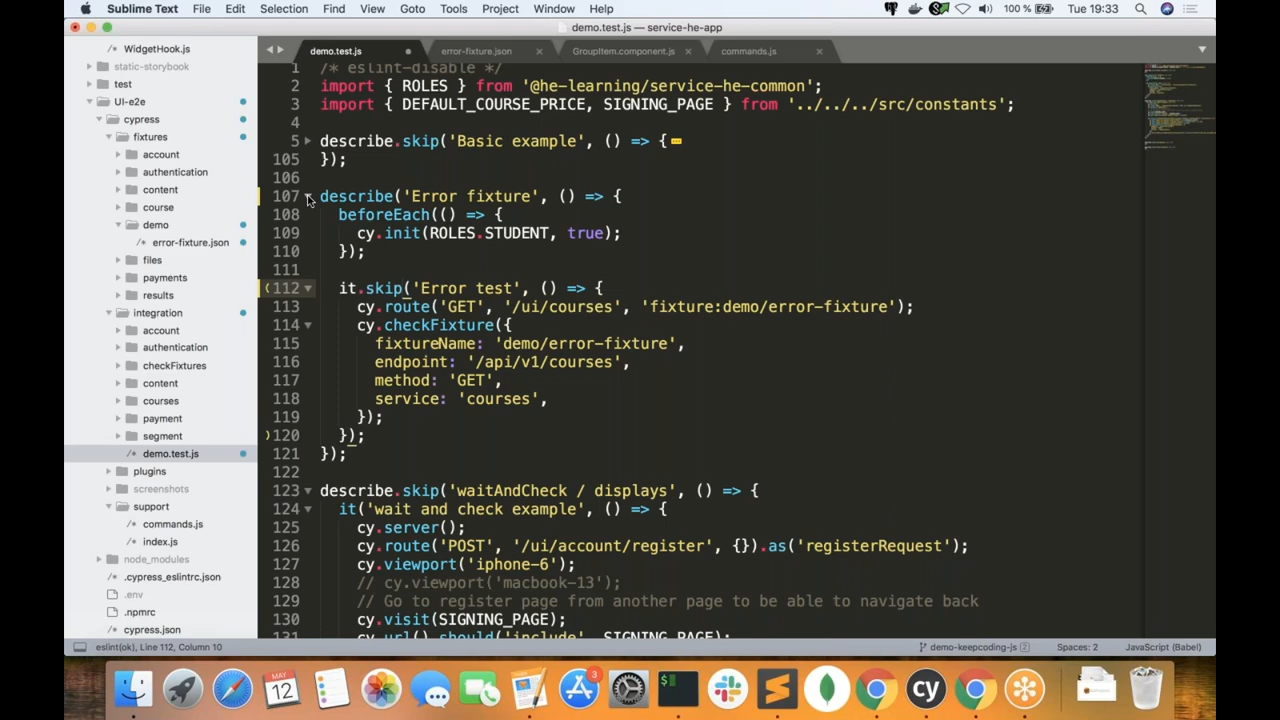 Sublime Text File Edit Selection Find View Goto Tools Project Window Help 100 % Tue 19:33
demo.test.js — service-he-app
WidgetHook.js
static-storybook
test
UI-e2e
cypress
fixtures
account
authentication
content
course
demo
error-fixture.json
files
payments
results
integration
account
authentication
checkFixtures
content
courses
payment
segment
demo.test.js
plugins
screenshots
support
commands.js
index.js
node_modules
.cypress_eslintrc.json
.env
.npmrc
cypress.json
demo.test.js error-fixture.json GroupItem.component.js commands.js
1 /* eslint-disable */
2 import { ROLES } from '@he-learning/service-he-common';
3 import { DEFAULT_COURSE_PRICE, SIGNING_PAGE } from '../../../src/constants';
4
5 describe.skip('Basic example', () => {
105 });
106
107 describe('Error fixture', () => {
108 beforeEach(() => {
109 cy.init(ROLES.STUDENT, true);
110 });
111
112 it.skip('Error test', () => {
113 cy.route('GET', '/ui/courses', 'fixture:demo/error-fixture');
114 cy.checkFixture({
115 fixtureName: 'demo/error-fixture',
116 endpoint: '/api/v1/courses',
117 method: 'GET',
118 service: 'courses',
119 });
120 });
121 });
122
123 describe.skip('waitAndCheck / displays', () => {
124 it('wait and check example', () => {
125 cy.server();
126 cy.route('POST', '/ui/account/register', {}).as('registerRequest');
127 cy.viewport('iphone-6');
128 // cy.viewport('macbook-13');
129 // Go to register page from another page to be able to navigate back
130 cy.visit(SIGNING_PAGE);
131 cy.url().should('include', SIGNING_PAGE);
eslint(ok), Line 112, Column 10 demo-keepcoding-js 2 Spaces: 2 JavaScript (Babel)
MAR
12
3
cy